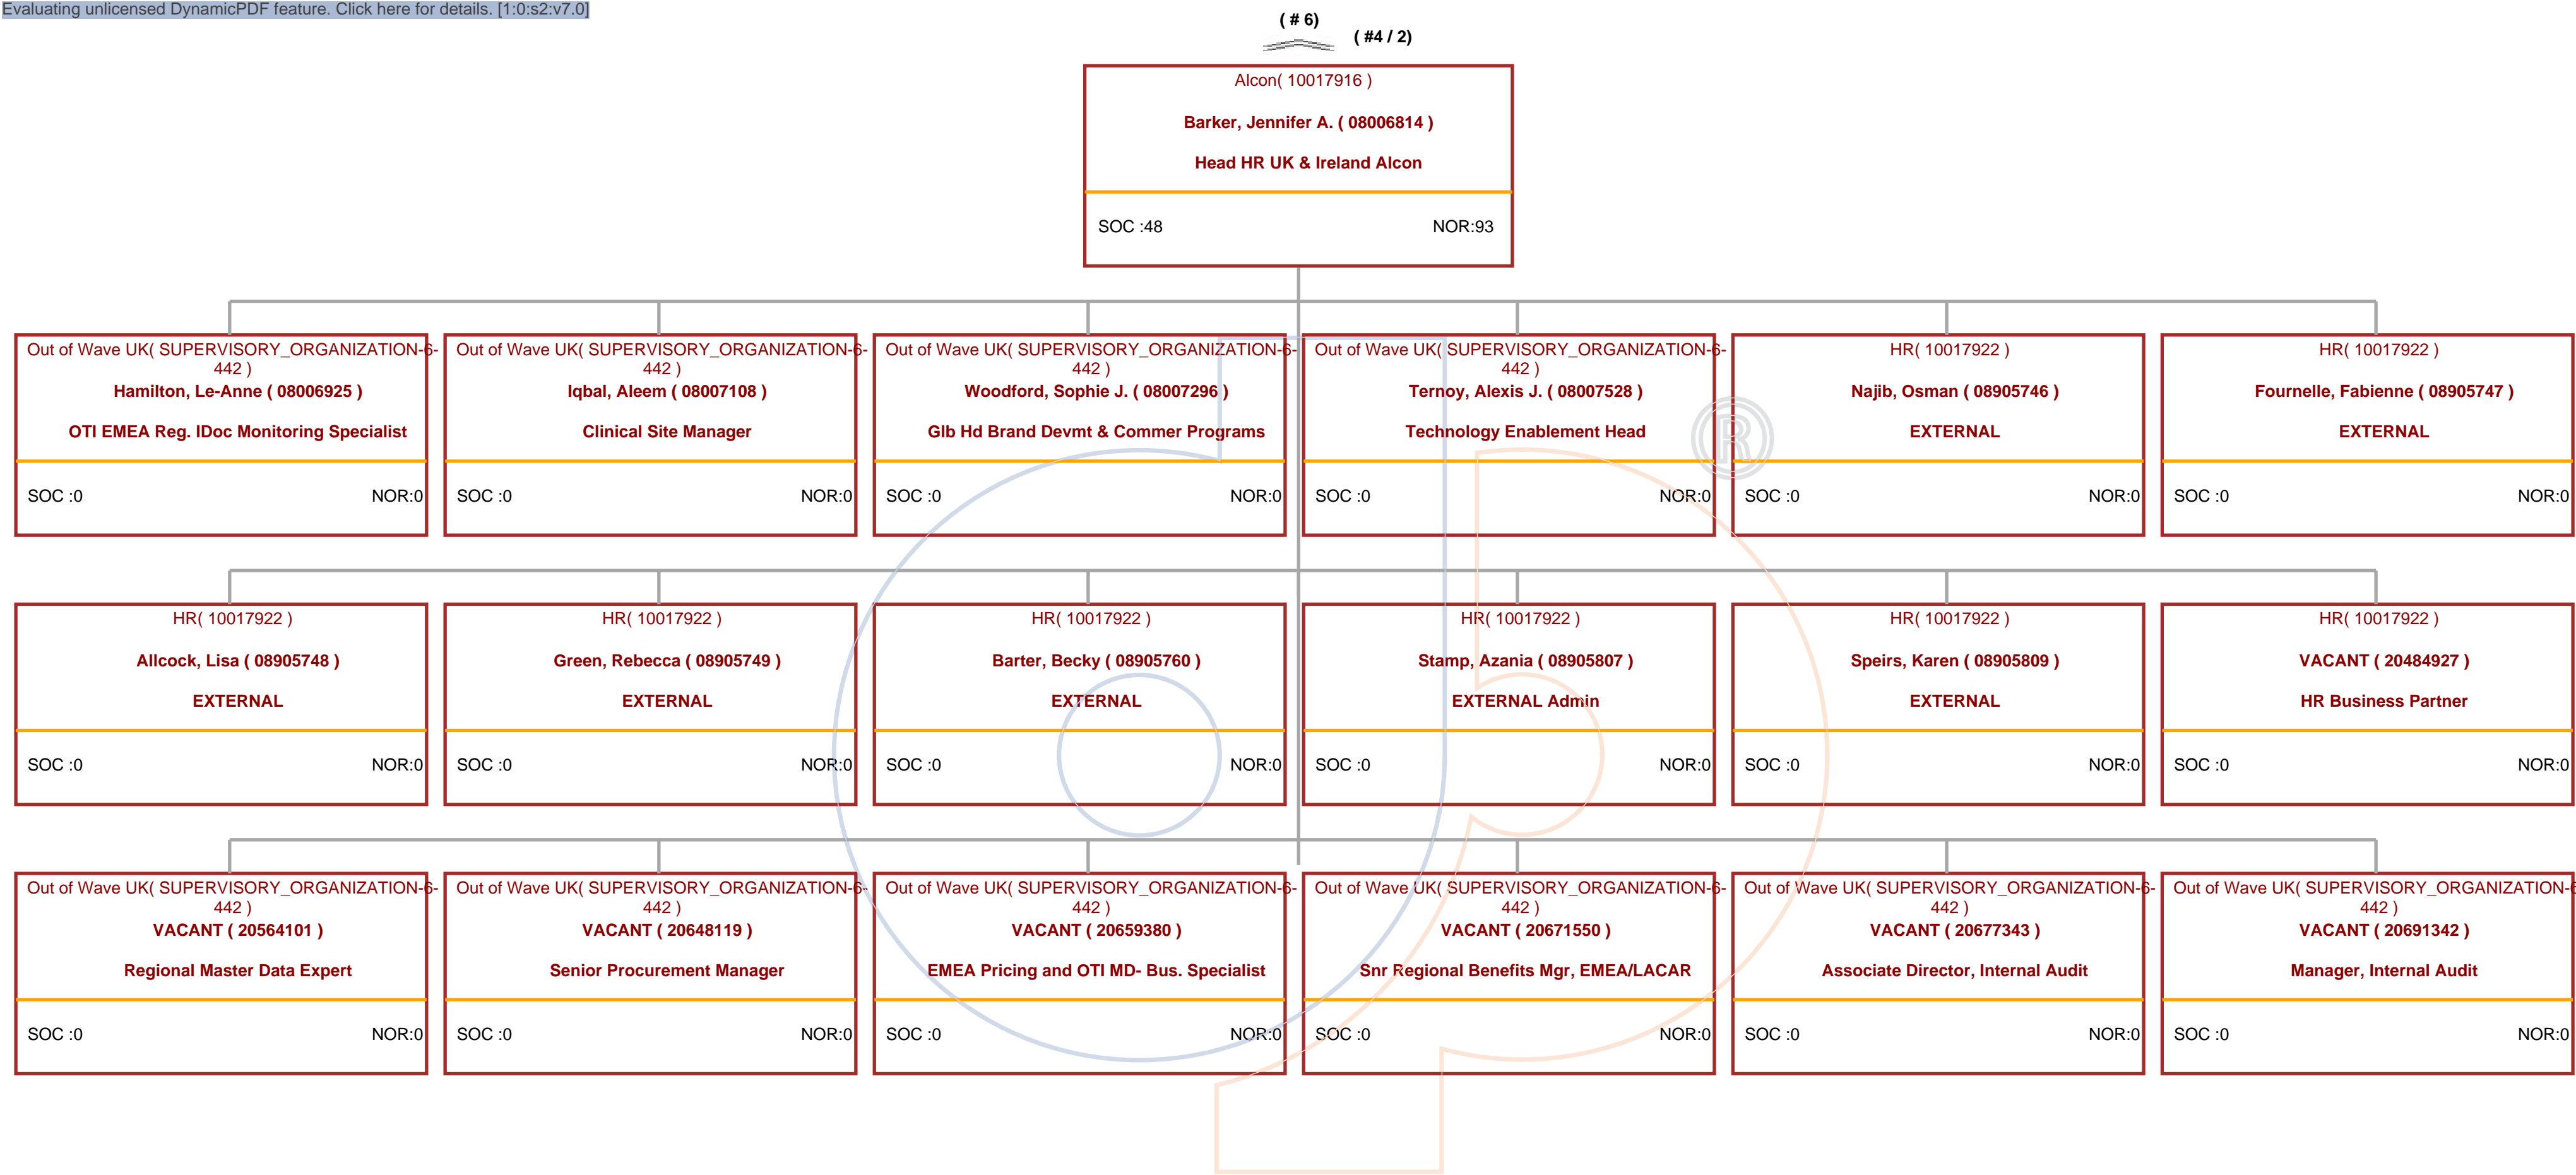 Evaluating unlicensed DynamicPDF feature. Click here for details. [1:0:s2:v7.0]
( # 6)
( #4 / 2)
Alcon( 10017916 )
Barker, Jennifer A. ( 08006814 )
Head HR UK & Ireland Alcon
SOC :48 NOR:93
Out of Wave UK( SUPERVISORY_ORGANIZATION-6-
442 )
Hamilton, Le-Anne ( 08006925 )
OTI EMEA Reg. IDoc Monitoring Specialist
SOC :0 NOR:0
Out of Wave UK( SUPERVISORY_ORGANIZATION-6-
442 )
Iqbal, Aleem ( 08007108 )
Clinical Site Manager
SOC :0 NOR:0
Out of Wave UK( SUPERVISORY_ORGANIZATION-6-
442 )
Woodford, Sophie J. ( 08007296 )
Glb Hd Brand Devmt & Commer Programs
SOC :0 NOR:0
Out of Wave UK( SUPERVISORY_ORGANIZATION-6-
442 )
Ternoy, Alexis J. ( 08007528 )
Technology Enablement Head
SOC :0 NOR:0
HR( 10017922 )
Najib, Osman ( 08905746 )
EXTERNAL
SOC :0 NOR:0
HR( 10017922 )
Fournelle, Fabienne ( 08905747 )
EXTERNAL
SOC :0 NOR:0
HR( 10017922 )
Allcock, Lisa ( 08905748 )
EXTERNAL
SOC :0 NOR:0
HR( 10017922 )
Green, Rebecca ( 08905749 )
EXTERNAL
SOC :0 NOR:0
HR( 10017922 )
Barter, Becky ( 08905760 )
EXTERNAL
SOC :0 NOR:0
HR( 10017922 )
Stamp, Azania ( 08905807 )
EXTERNAL Admin
SOC :0 NOR:0
HR( 10017922 )
Speirs, Karen ( 08905809 )
EXTERNAL
SOC :0 NOR:0
HR( 10017922 )
VACANT ( 20484927 )
HR Business Partner
SOC :0 NOR:0
Out of Wave UK( SUPERVISORY_ORGANIZATION-6-
442 )
VACANT ( 20564101 )
Regional Master Data Expert
SOC :0 NOR:0
Out of Wave UK( SUPERVISORY_ORGANIZATION-6-
442 )
VACANT ( 20648119 )
Senior Procurement Manager
SOC :0 NOR:0
Out of Wave UK( SUPERVISORY_ORGANIZATION-6-
442 )
VACANT ( 20659380 )
EMEA Pricing and OTI MD- Bus. Specialist
SOC :0 NOR:0
Out of Wave UK( SUPERVISORY_ORGANIZATION-6-
442 )
VACANT ( 20671550 )
Snr Regional Benefits Mgr, EMEA/LACAR
SOC :0 NOR:0
Out of Wave UK( SUPERVISORY_ORGANIZATION-6-
442 )
VACANT ( 20677343 )
Associate Director, Internal Audit
SOC :0 NOR:0
Out of Wave UK( SUPERVISORY_ORGANIZATION-6
442 )
VACANT ( 20691342 )
Manager, Internal Audit
SOC :0 NOR:0
®